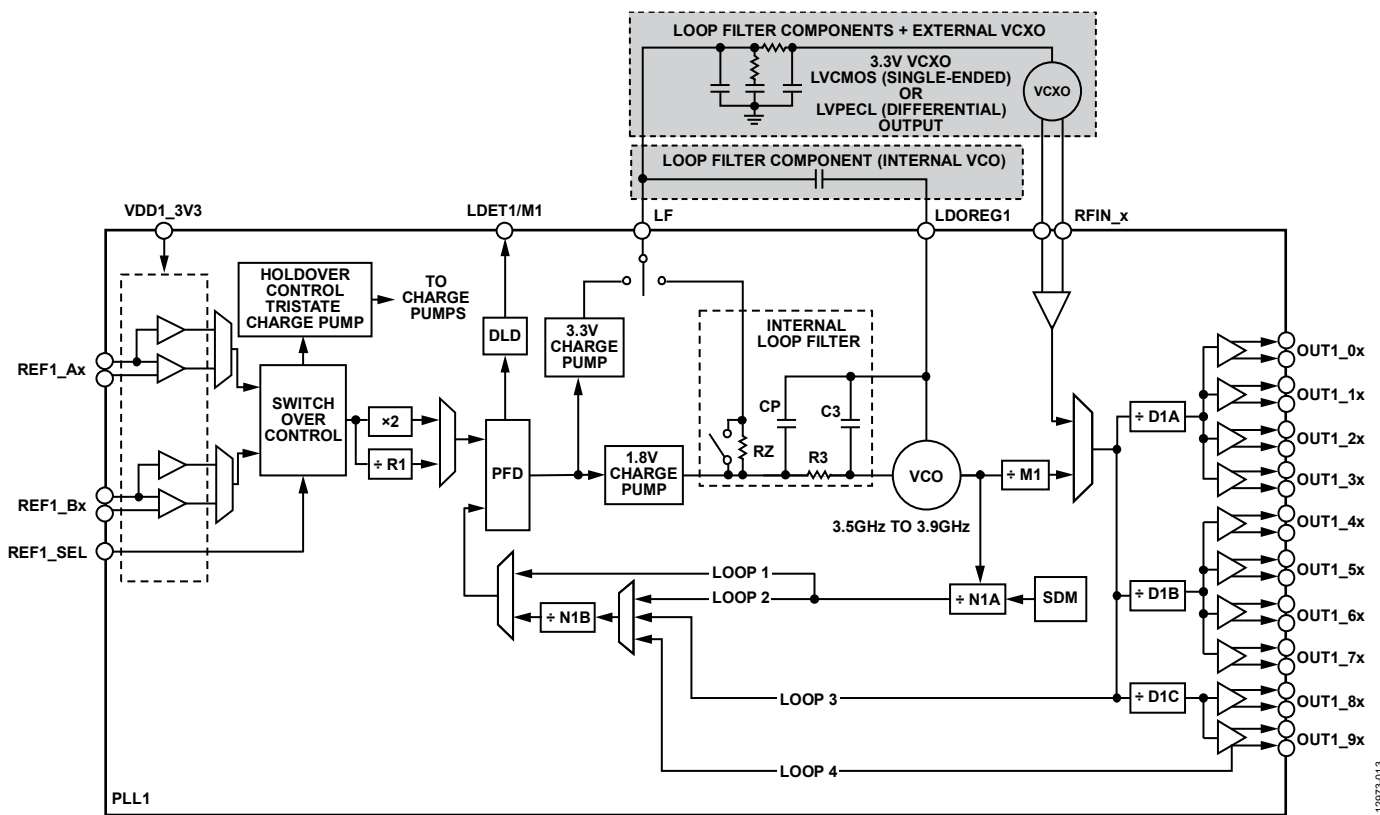 LOOP FILTER COMPONENTS + EXTERNAL VCXO
3.3V VCXO
LVCMOS (SINGLE-ENDED)
OR
LVPECL (DIFFERENTIAL)
OUTPUT
VCXO
LOOP FILTER COMPONENT (INTERNAL VCO)
VDD1_3V3
LDET1/M1
LF
LDOREG1
RFIN_x
HOLDOVER
CONTROL
TRISTATE
CHARGE PUMP
TO
CHARGE
PUMPS
DLD
3.3V
CHARGE
PUMP
INTERNAL
LOOP FILTER
REF1_Ax
SWITCH
OVER
CONTROL
×2
÷ R1
PFD
1.8V
CHARGE
PUMP
RZ
CP
R3
C3
VCO
3.5GHz TO 3.9GHz
÷ M1
REF1_Bx
REF1_SEL
÷ D1A
÷ D1B
÷ D1C
OUT1_0x
OUT1_1x
OUT1_2x
OUT1_3x
OUT1_4x
OUT1_5x
OUT1_6x
OUT1_7x
OUT1_8x
OUT1_9x
LOOP 1
LOOP 2
÷ N1A
SDM
÷ N1B
LOOP 3
LOOP 4
PLL1
12973-013